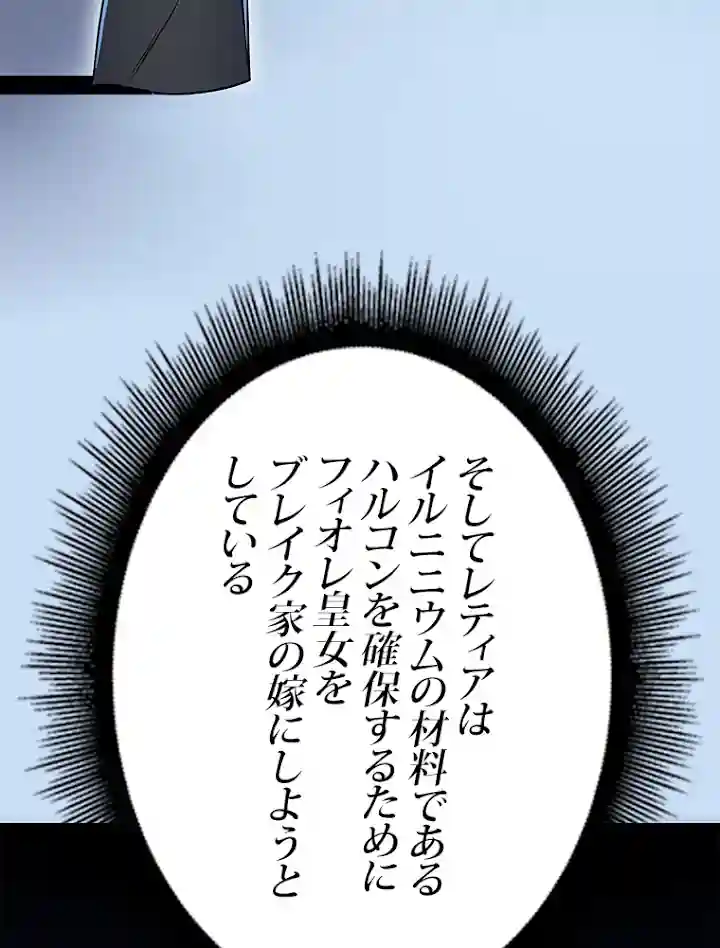 そしてレティアは
イルニニウムの材料である
ハルコンを確保するために
フィオレ皇女を
ブレイク家の嫁にしようと
している